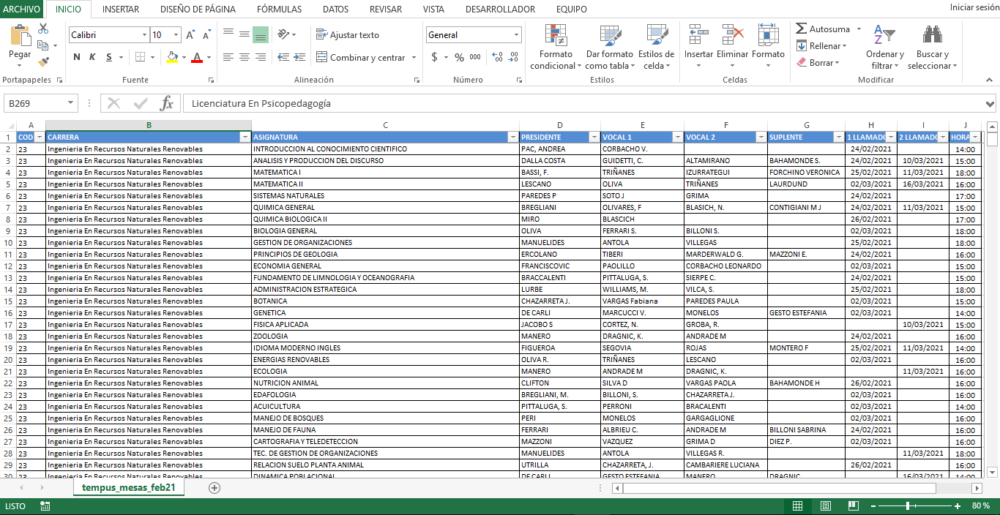 Iniciar sesión
ARCHIVO INICIO INSERTAR DISEÑO DE PÁGINA FÓRMULAS DATOS REVISAR VISTA DESARROLLADOR EQUIPO
Pegar
Portapapeles
Calibri 10
N K S
Fuente
Ajustar texto
Combinar y centrar
Alineación
General
$ % 000
Número
Formato condicional
Dar formato como tabla
Estilos de celda
Estilos
Insertar Eliminar Formato
Celdas
Autosuma
Rellenar
Borrar
Ordenar y filtrar
Buscar y seleccionar
Modificar
B269 fx Licenciatura En Psicopedagogía
A B C D E F G H I J
1 COD CARRERA ASIGNATURA PRESIDENTE VOCAL 1 VOCAL 2 SUPLENTE 1 LLAMADO 2 LLAMADO HORA
2 23 Ingenieria En Recursos Naturales Renovables INTRODUCCION AL CONOCIMIENTO CIENTIFICO PAC, ANDREA CORBACHO V. 24/02/2021 14:00
3 23 Ingenieria En Recursos Naturales Renovables ANALISIS Y PRODUCCION DEL DISCURSO DALLA COSTA GUIDETTI, C. ALTAMIRANO BAHAMONDE S. 24/02/2021 10/03/2021 15:00
4 23 Ingenieria En Recursos Naturales Renovables MATEMATICA I BASSI, F. TRIÑANES IZURRATEGUI FORCHINO VERONICA 25/02/2021 11/03/2021 18:00
5 23 Ingenieria En Recursos Naturales Renovables MATEMATICA II LESCANO OLIVA TRIÑANES LAURDUND 02/03/2021 16/03/2021 16:00
6 23 Ingenieria En Recursos Naturales Renovables SISTEMAS NATURALES PAREDES P SOTO J GRIMA 24/02/2021 17:00
7 23 Ingenieria En Recursos Naturales Renovables QUIMICA GENERAL BREGLIANI OLIVARES, F BLASICH, N. CONTIGIANI M J 24/02/2021 11/03/2021 15:00
8 23 Ingenieria En Recursos Naturales Renovables QUIMICA BIOLOGICA II MIRO BLASCICH 26/02/2021 17:00
9 23 Ingenieria En Recursos Naturales Renovables BIOLOGIA GENERAL OLIVA FERRARI S. BILLONI S. 02/03/2021 18:00
10 23 Ingenieria En Recursos Naturales Renovables GESTION DE ORGANIZACIONES MANUELIDES ANTOLA VILLEGAS 25/02/2021 18:00
11 23 Ingenieria En Recursos Naturales Renovables PRINCIPIOS DE GEOLOGIA ERCOLANO TIBERI MARDERWALD G. MAZZONI E. 24/02/2021 16:00
12 23 Ingenieria En Recursos Naturales Renovables ECONOMIA GENERAL FRANCISCOVIC PAOLILLO CORBACHO LEONARDO 02/03/2021 15:00
13 23 Ingenieria En Recursos Naturales Renovables FUNDAMENTO DE LIMNOLOGIA Y OCEANOGRAFIA BRACCALENTI PITTALUGA, S. SIERPE C. 24/02/2021 15:00
14 23 Ingenieria En Recursos Naturales Renovables ADMINISTRACION ESTRATEGICA LURBE WILLIAMS, M. VILCA, S. 25/02/2021 18:00
15 23 Ingenieria En Recursos Naturales Renovables BOTANICA CHAZARRETA J. VARGAS Fabiana PAREDES PAULA 02/03/2021 15:00
16 23 Ingenieria En Recursos Naturales Renovables GENETICA DE CARLI MARCUCCI V. MONELOS GESTO ESTEFANIA 02/03/2021 14:00
17 23 Ingenieria En Recursos Naturales Renovables FISICA APLICADA JACOBO S CORTEZ, N. GROBA, R. 10/03/2021 15:00
18 23 Ingenieria En Recursos Naturales Renovables ZOOLOGIA MANERO DRAGNIC, K. ANDRADE M 24/02/2021 16:00
19 23 Ingenieria En Recursos Naturales Renovables IDIOMA MODERNO INGLES FIGUEROA SEGOVIA ROJAS MONTERO F 25/02/2021 11/03/2021 14:00
20 23 Ingenieria En Recursos Naturales Renovables ENERGIAS RENOVABLES OLIVA R. TRIÑANES LESCANO 02/03/2021 16:00
21 23 Ingenieria En Recursos Naturales Renovables ECOLOGIA MANERO ANDRADE M DRAGNIC, K. 11/03/2021 16:00
22 23 Ingenieria En Recursos Naturales Renovables NUTRICION ANIMAL CLIFTON SILVA D VARGAS PAOLA BAHAMONDE H 26/02/2021 16:00
23 23 Ingenieria En Recursos Naturales Renovables EDAFOLOGIA BREGLIANI, M. BILLONI, S. CHAZARRETA J. 02/03/2021 16:00
24 23 Ingenieria En Recursos Naturales Renovables ACUICULTURA PITTALUGA, S. PERRONI BRACALENTI 02/03/2021 14:00
25 23 Ingenieria En Recursos Naturales Renovables MANEJO DE BOSQUES PERI MONELOS GARGAGLIONE 02/03/2021 16:00
26 23 Ingenieria En Recursos Naturales Renovables MANEJO DE FAUNA FERRARI ALBRIEU C. ANDRADE M BILLONI SABRINA 24/02/2021 16:00
27 23 Ingenieria En Recursos Naturales Renovables CARTOGRAFIA Y TELEDETECCION MAZZONI VAZQUEZ GRIMA D DIEZ P. 02/03/2021 16:00
28 23 Ingenieria En Recursos Naturales Renovables TEC. DE GESTION DE ORGANIZACIONES MANUELIDES ANTOLA VILLEGAS R. 11/03/2021 18:00
29 23 Ingenieria En Recursos Naturales Renovables RELACION SUELO PLANTA ANIMAL UTRILLA CHAZARRETA, J. CAMBARIERE LUCIANA 26/02/2021 16:00
30 23 Ingenieria En Recursos Naturales Renovables DINAMICA POBLACIONAL DE CARLI GESTO ESTEFANIA MANERO DRAGNIC 16/03/2021 14:00
tempus_mesas_feb21
LISTO 80 %